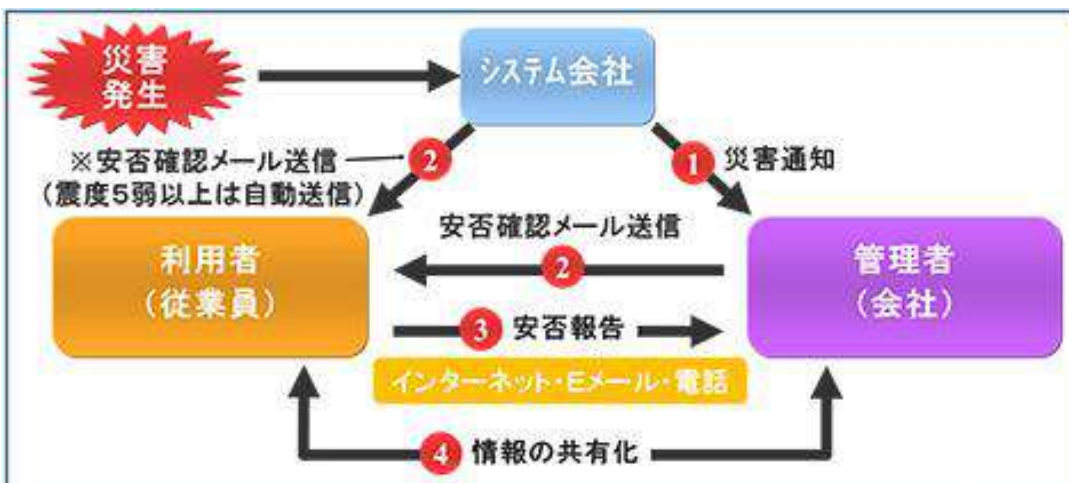 災害
発生
システム会社
※安否確認メール送信
(震度5弱以上は自動送信)
2
1
災害通知
安否確認メール送信
2
利用者
(従業員)
管理者
(会社)
3 安否報告
インターネット・Eメール・電話
4 情報の共有化